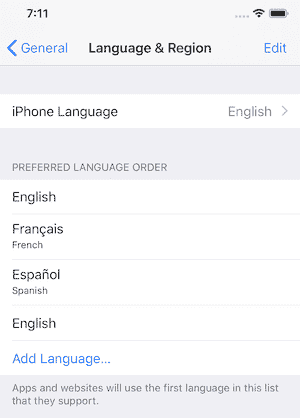 7:11
General Language & Region Edit
iPhone Language English
PREFERRED LANGUAGE ORDER
English
Français
French
Español
Spanish
English
Add Language...
Apps and websites will use the first language in this list
that they support.